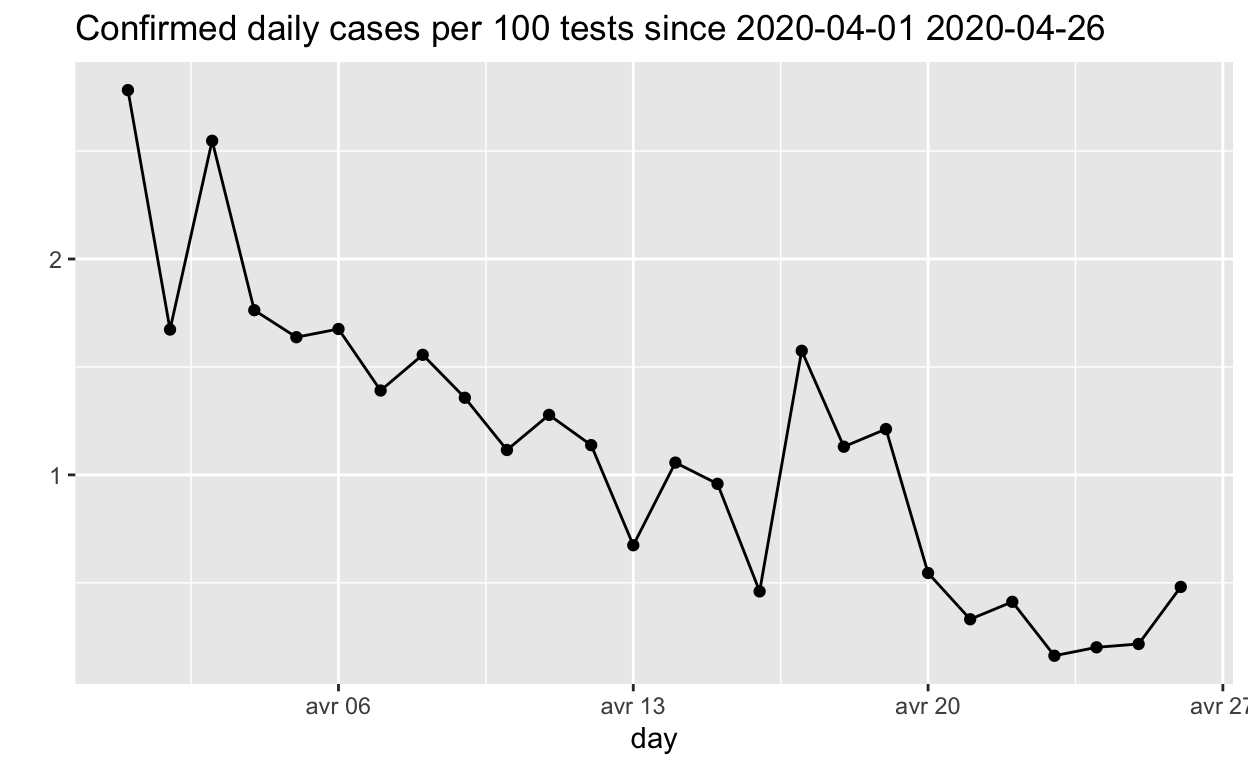 Confirmed daily cases per 100 tests since 2020-04-01 2020-04-26
2
1
avr 06 avr 13 avr 20 avr 27
day